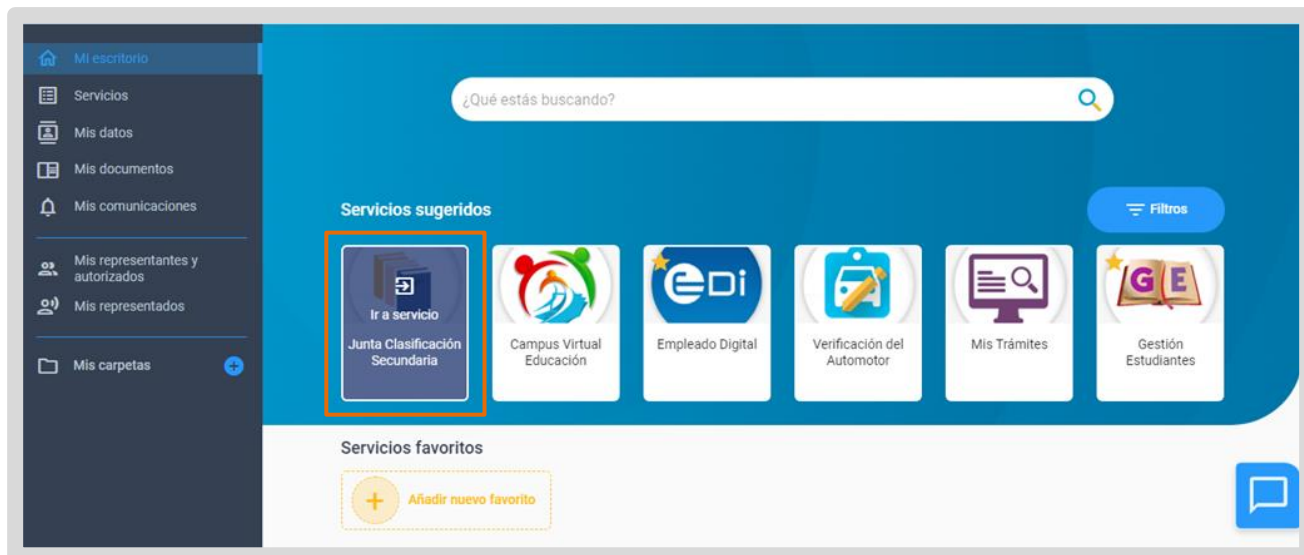 Mi escritorio
Servicios
Mis datos
Mis documentos
Mis comunicaciones
Mis representantes y
autorizados
Mis representados
Mis carpetas
¿Qué estás buscando?
Servicios sugeridos
Filtros
Ir a servicio
Junta Clasificación
Secundaria
Campus Virtual
Educación
eDi
Empleado Digital
Verificación del
Automotor
Mis Trámites
GE
Gestión
Estudiantes
Servicios favoritos
Añadir nuevo favorito